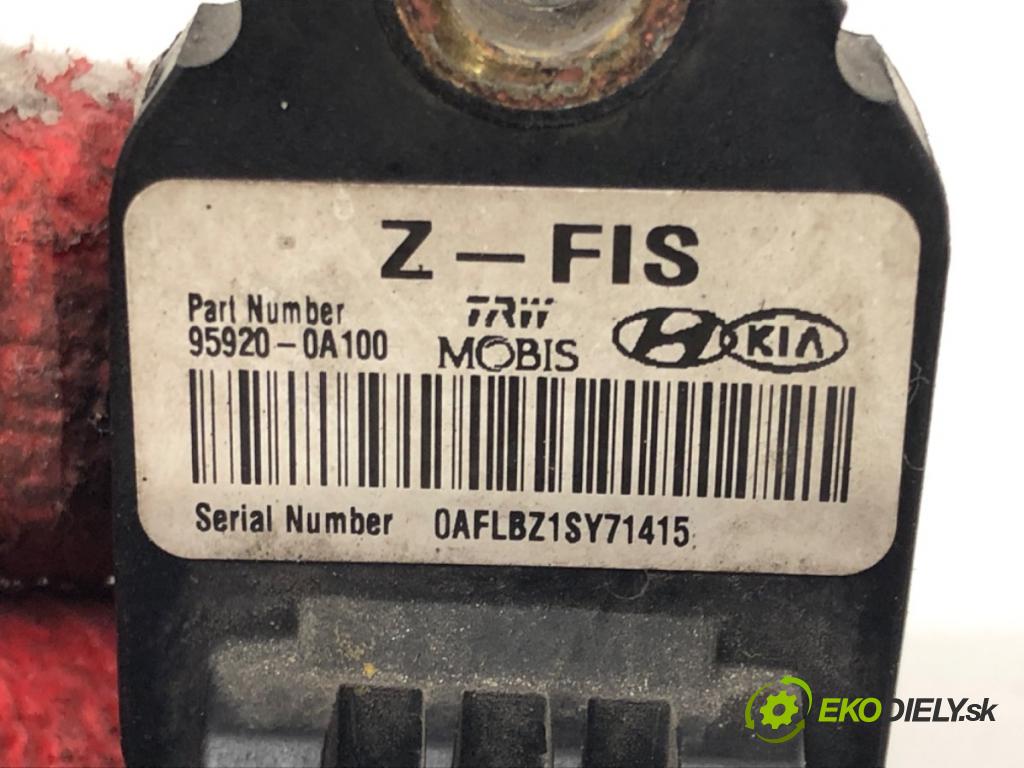 Z-FIS
Part Number
95920-0A100
TRW
MOBIS
KIA
Serial Number 0AFLBZ1SY71415
EKODIELY.sk